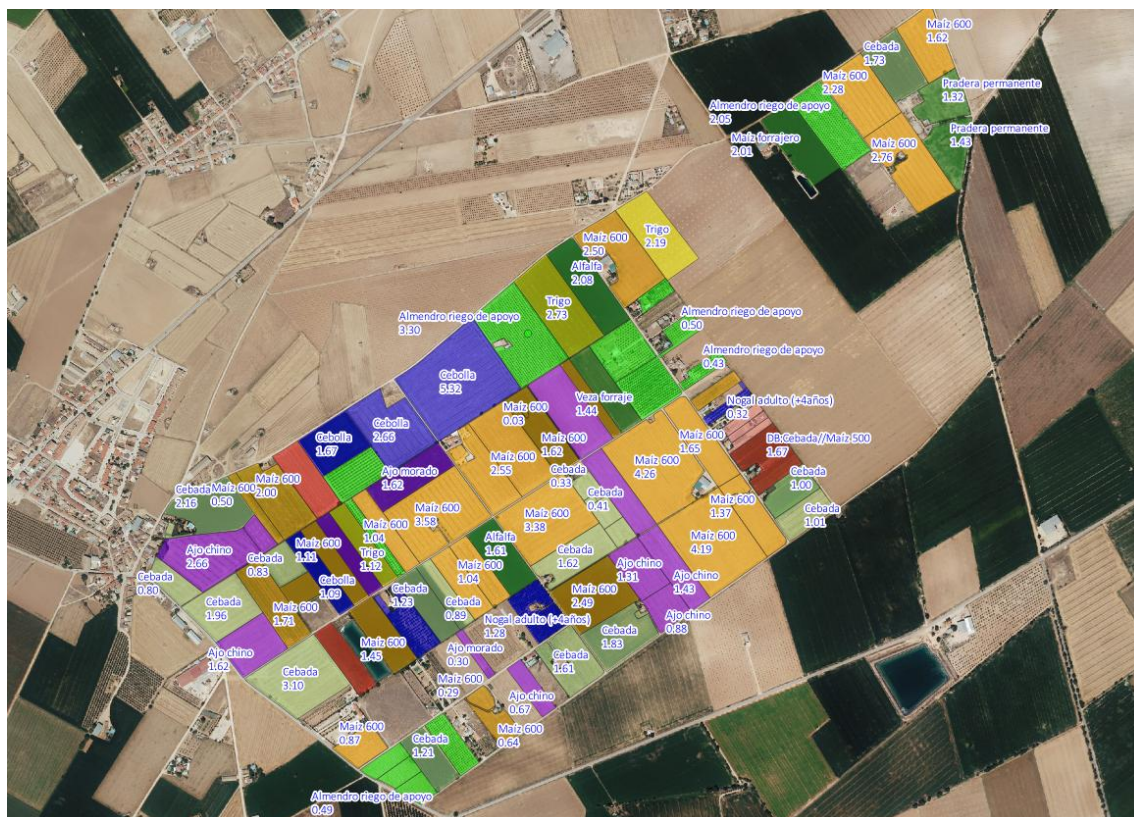 Maíz 600
1.62
Cebada
1.73
Maíz 600
2.28
Pradera permanente
1.32
Almendro riego de apoyo
2.05
Pradera permanente
1.43
Maíz forrajero
2.01
Maíz 600
2.76
Maíz 600
2.50
Trigo
2.19
Alfalfa
2.08
Trigo
2.73
Almendro riego de apoyo
3.30
Almendro riego de apoyo
0.50
Almendro riego de apoyo
0.43
Cebolla
5.32
Veza forraje
1.44
Nogal adulto (+4años)
0.32
Maíz 600
0.03
Cebolla
2.66
Cebolla
1.67
Maíz 600
1.62
Maíz 600
1.65
DB:Cebada//Maíz 500
1.67
Maíz 600
2.55
Maíz 600
4.26
Cebada
0.33
Ajo morado
1.62
Maíz 600
2.00
Cebada
1.00
Cebada
2.16
Maíz 600
0.50
Cebada
0.41
Maíz 600
1.37
Cebada
1.01
Maíz 600
3.58
Maíz 600
3.38
Maíz 600
1.04
Maíz 600
4.19
Alfalfa
1.61
Maíz 600
1.11
Ajo chino
2.66
Trigo
1.12
Cebada
0.83
Cebada
1.62
Maíz 600
1.04
Ajo chino
1.31
Ajo chino
1.43
Cebada
0.80
Cebolla
1.09
Cebada
1.23
Maíz 600
2.49
Cebada
1.96
Maíz 600
1.71
Cebada
0.89
Ajo chino
0.88
Nogal adulto (+4años)
1.28
Cebada
1.83
Maíz 600
1.45
Ajo morado
0.30
Ajo chino
1.62
Cebada
1.61
Cebada
3.10
Maíz 600
0.29
Ajo chino
0.67
Maíz 600
0.87
Maíz 600
0.64
Cebada
1.21
Almendro riego de apoyo
0.49